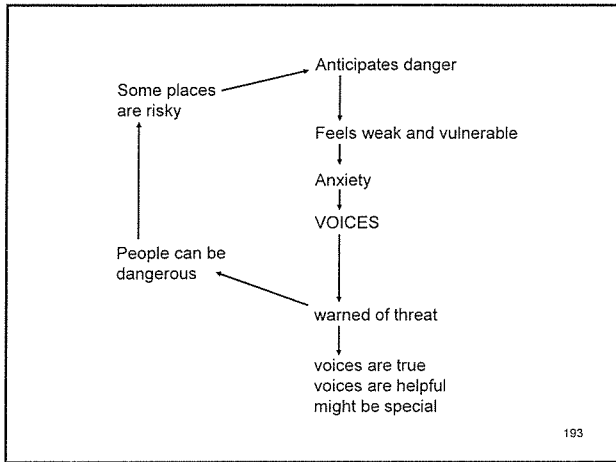 Anticipates danger
Some places
are risky
Feels weak and vulnerable
Anxiety
VOICES
People can be
dangerous
warned of threat
voices are true
voices are helpful
might be special
193